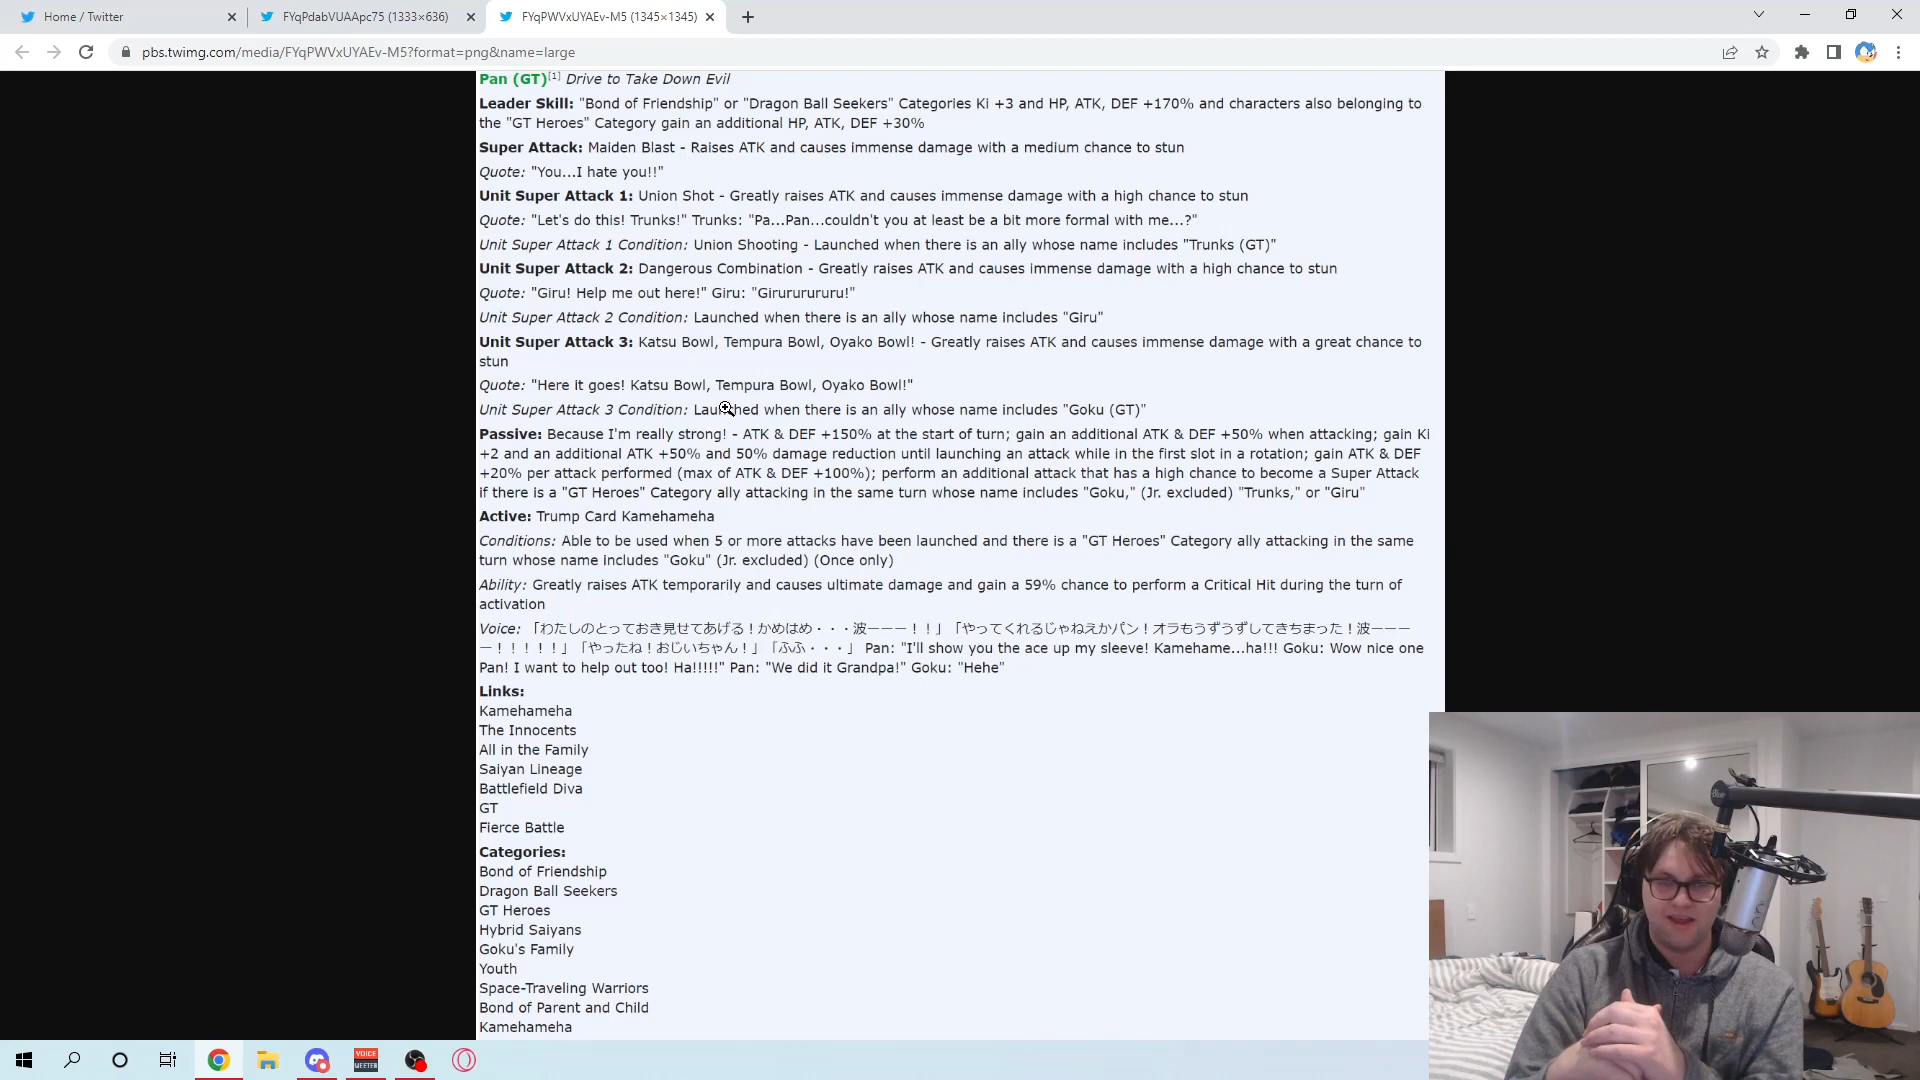 Home / Twitter
FYqPdabVUAApc75 (1333×636)
FYqPWVxUYAEv-M5 (1345×1345)
pbs.twimg.com/media/FYqPWVxUYAEv-M5?format=png&name=large
Pan (GT)[1] Drive to Take Down Evil
Leader Skill: "Bond of Friendship" or "Dragon Ball Seekers" Categories Ki +3 and HP, ATK, DEF +170% and characters also belonging to
the "GT Heroes" Category gain an additional HP, ATK, DEF +30%
Super Attack: Maiden Blast - Raises ATK and causes immense damage with a medium chance to stun
Quote: "You...I hate you!!"
Unit Super Attack 1: Union Shot - Greatly raises ATK and causes immense damage with a high chance to stun
Quote: "Let's do this! Trunks!" Trunks: "Pa...Pan...couldn't you at least be a bit more formal with me...?"
Unit Super Attack 1 Condition: Union Shooting - Launched when there is an ally whose name includes "Trunks (GT)"
Unit Super Attack 2: Dangerous Combination - Greatly raises ATK and causes immense damage with a high chance to stun
Quote: "Giru! Help me out here!" Giru: "Girururururu!"
Unit Super Attack 2 Condition: Launched when there is an ally whose name includes "Giru"
Unit Super Attack 3: Katsu Bowl, Tempura Bowl, Oyako Bowl! - Greatly raises ATK and causes immense damage with a great chance to
stun
Quote: "Here it goes! Katsu Bowl, Tempura Bowl, Oyako Bowl!"
Unit Super Attack 3 Condition: Launched when there is an ally whose name includes "Goku (GT)"
Passive: Because I'm really strong! - ATK & DEF +150% at the start of turn; gain an additional ATK & DEF +50% when attacking; gain Ki
+2 and an additional ATK +50% and 50% damage reduction until launching an attack while in the first slot in a rotation; gain ATK & DEF
+20% per attack performed (max of ATK & DEF +100%); perform an additional attack that has a high chance to become a Super Attack
if there is a "GT Heroes" Category ally attacking in the same turn whose name includes "Goku," (Jr. excluded) "Trunks," or "Giru"
Active: Trump Card Kamehameha
Conditions: Able to be used when 5 or more attacks have been launched and there is a "GT Heroes" Category ally attacking in the same
turn whose name includes "Goku" (Jr. excluded) (Once only)
Ability: Greatly raises ATK temporarily and causes ultimate damage and gain a 59% chance to perform a Critical Hit during the turn of
activation
Voice: 「わたしのとっておき見せてあげる！かめはめ・・・波ーーー！！」「やってくれるじゃねえかパン！オラもうずうずしてきちまった！波ーーー
ー！！！！！」「やったね！おじいちゃん！」「ふふ・・・」 Pan: "I'll show you the ace up my sleeve! Kamehame...ha!!! Goku: Wow nice one
Pan! I want to help out too! Ha!!!!!" Pan: "We did it Grandpa!" Goku: "Hehe"
Links:
Kamehameha
The Innocents
All in the Family
Saiyan Lineage
Battlefield Diva
GT
Fierce Battle
Categories:
Bond of Friendship
Dragon Ball Seekers
GT Heroes
Hybrid Saiyans
Goku's Family
Youth
Space-Traveling Warriors
Bond of Parent and Child
Kamehameha
VOICE
MEETER